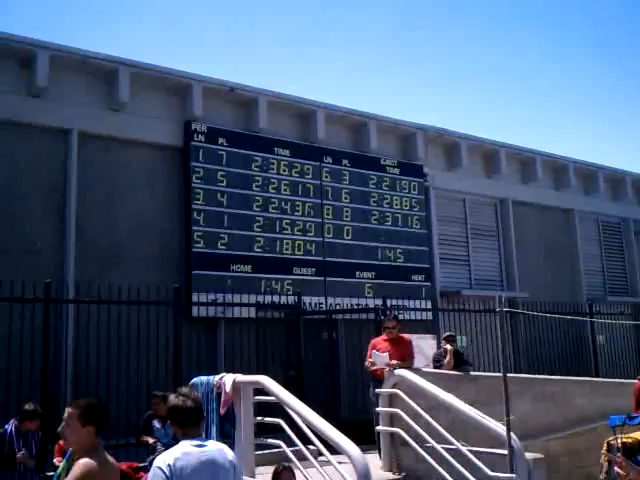 PER
LN PL TIME LN PL EJECT TIME
1. 7 2:36.29 6. 3 2:21.90
2. 5 2:26.17 7. 6 2:28.85
3. 4 2:24.36 8. 8 2:37.16
4. 1 2:15.29 0 0
5. 2 2:18.04 1:45
HOME GUEST EVENT HEAT
1 1:46 6 1